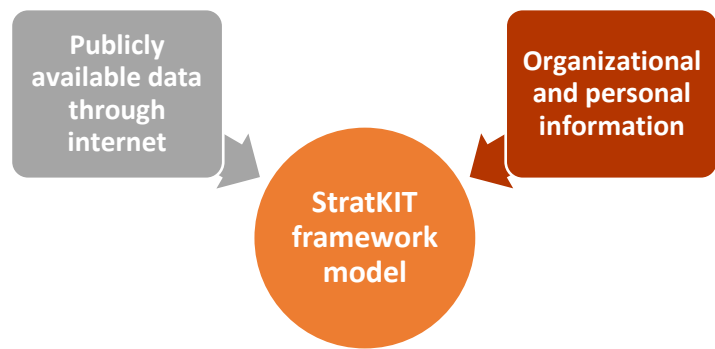 Publicly
available data
through
internet
Organizational
and personal
information
StratKIT
framework
model